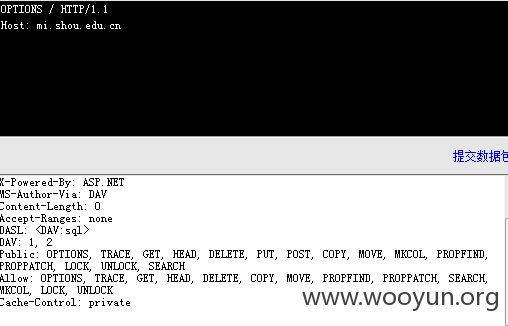 OPTIONS / HTTP/1.1
Host: mi.shou.edu.cn
提交数据包
X-Powered-By: ASP.NET
MS-Author-Via: DAV
Content-Length: 0
Accept-Ranges: none
DASL: <DAV:sql>
DAV: 1, 2
Public: OPTIONS, TRACE, GET, HEAD, DELETE, PUT, POST, COPY, MOVE, MKCOL, PROPFIND,
PROPPATCH, LOCK, UNLOCK, SEARCH
Allow: OPTIONS, TRACE, GET, HEAD, DELETE, COPY, MOVE, PROPFIND, PROPPATCH, SEARCH,
MKCOL, LOCK, UNLOCK
Cache-Control: private
www.wooyun.org